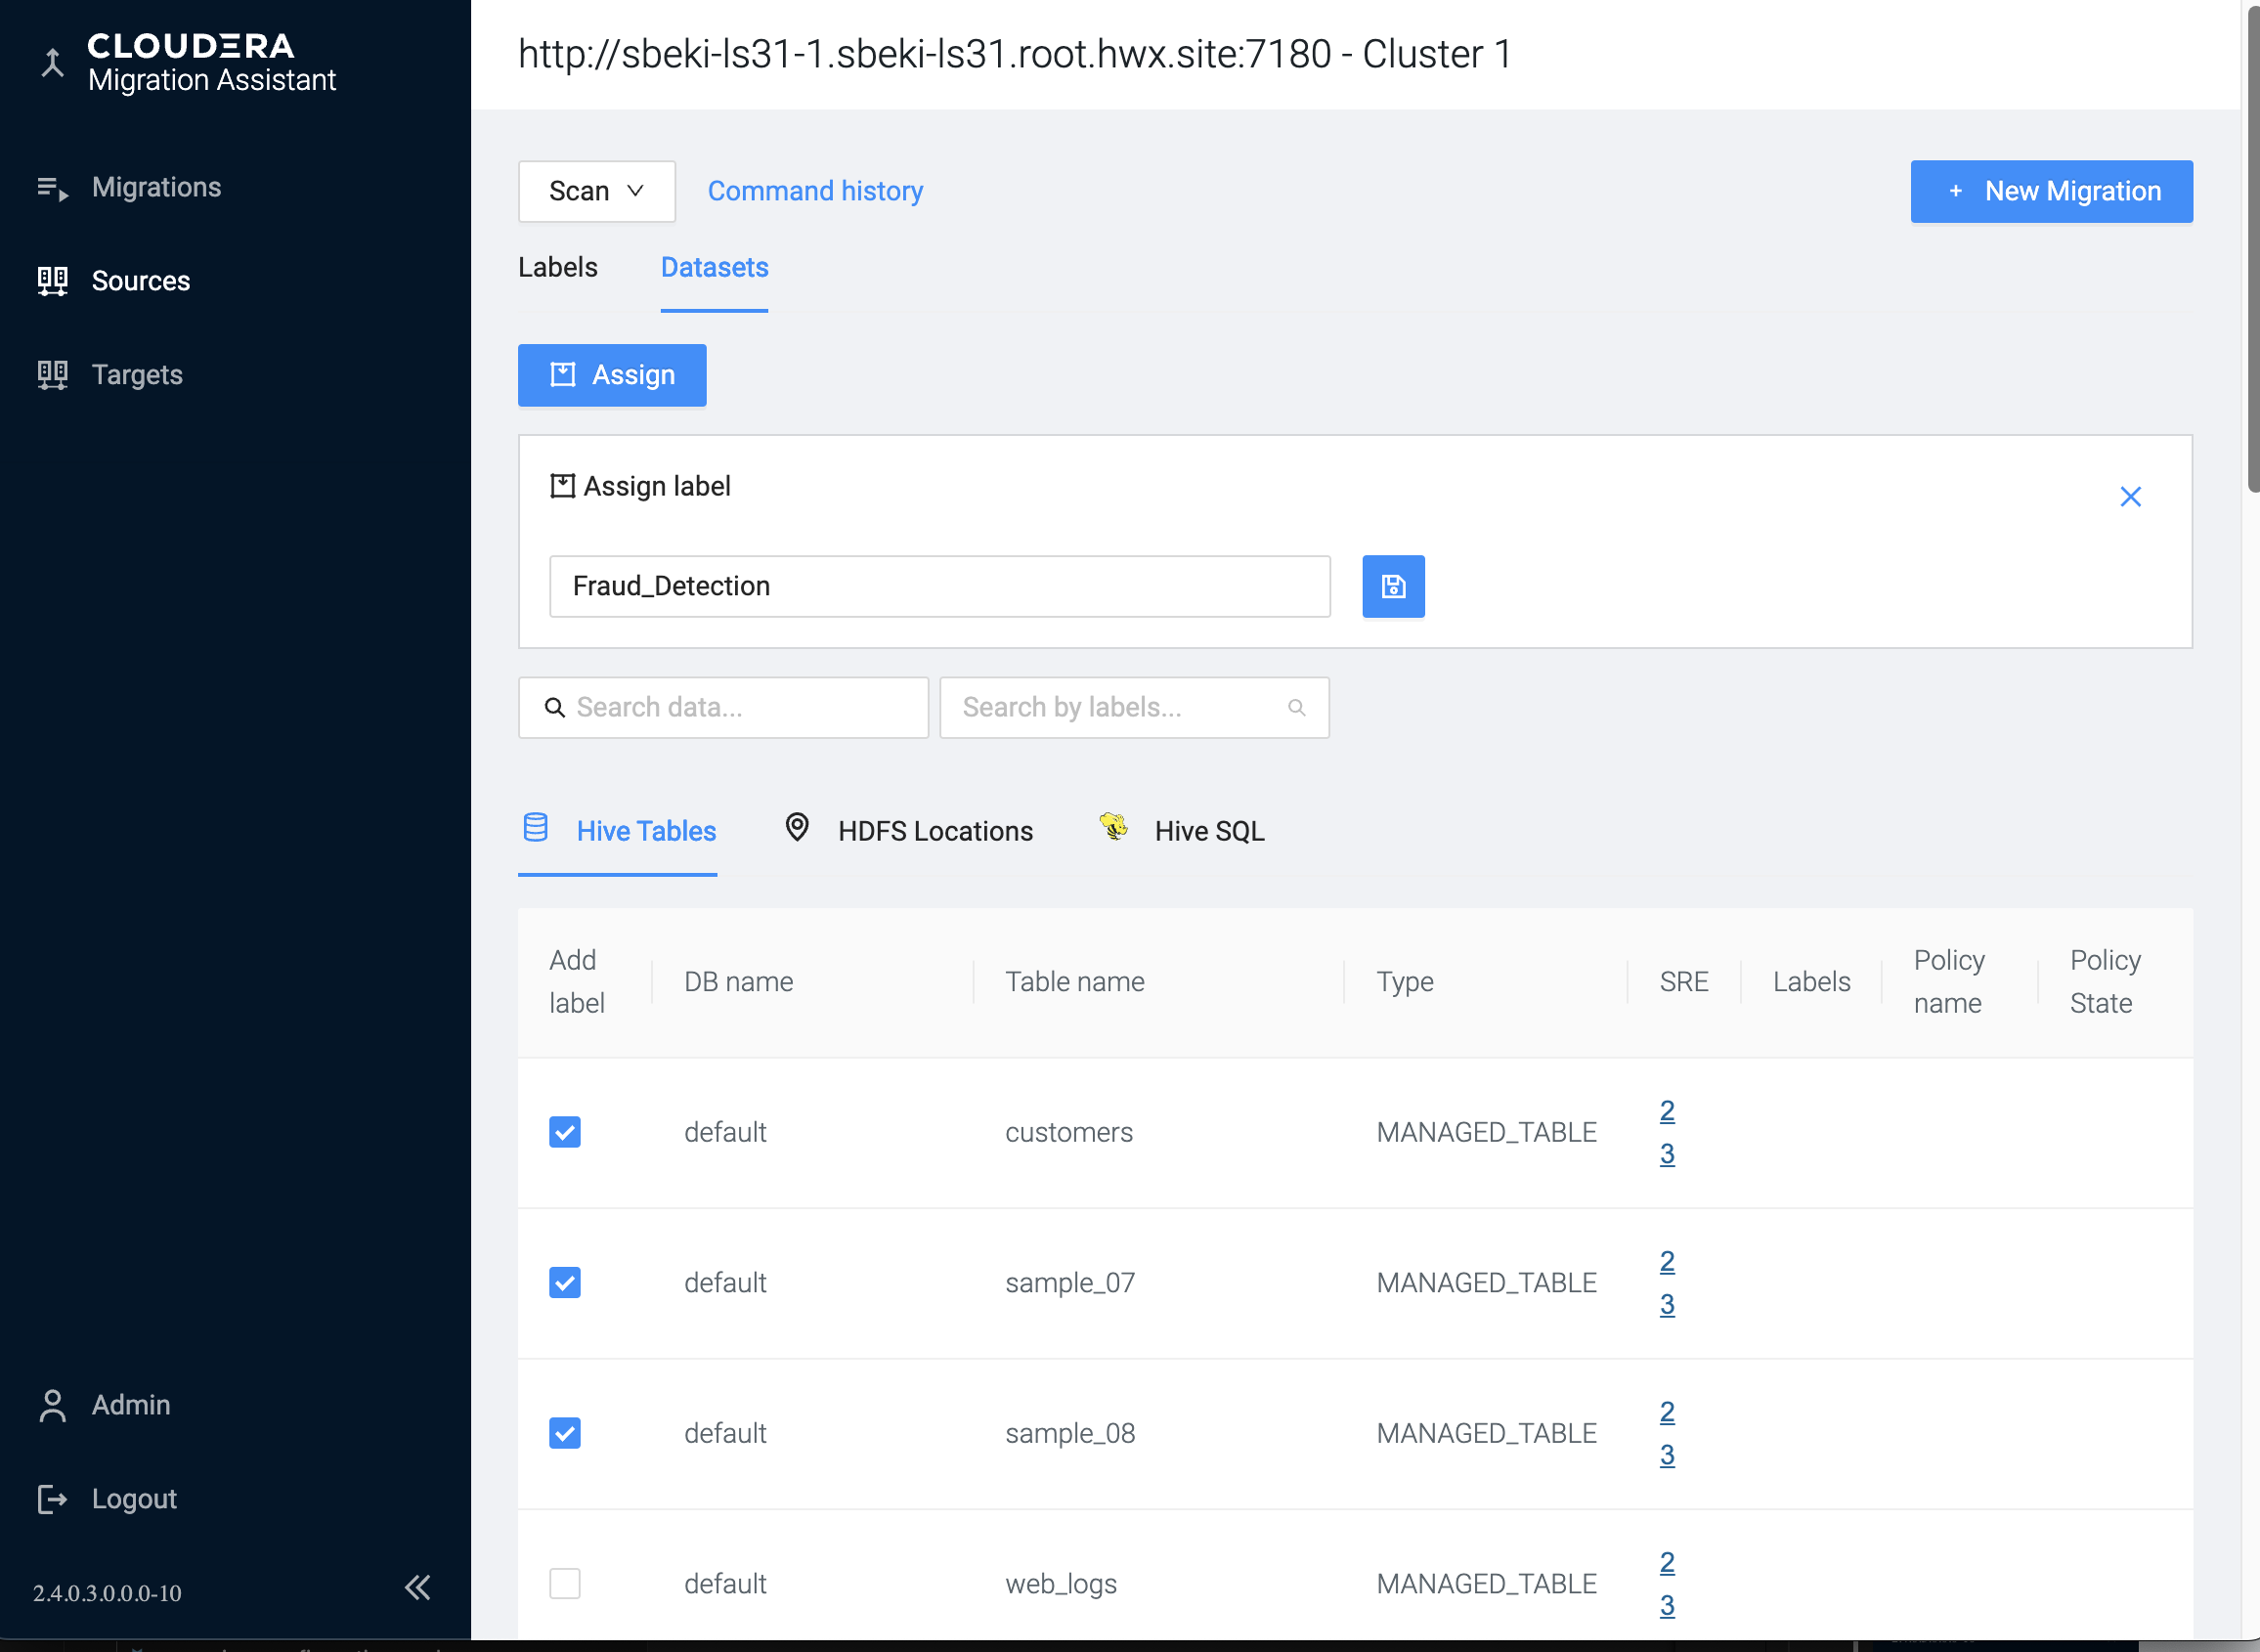 CLOUDERA
Migration Assistant
Migrations
Sources
Targets
Admin
Logout
2.4.0.3.0.0.0-10
http://sbeki-ls31-1.sbeki-ls31.root.hwx.site:7180 - Cluster 1
Scan
Command history
+ New Migration
Labels
Datasets
Assign
Assign label
Fraud_Detection
Search data...
Search by labels...
Hive Tables
HDFS Locations
Hive SQL
Add label
DB name
Table name
Type
SRE
Labels
Policy name
Policy State
default customers MANAGED_TABLE 2 3
default sample_07 MANAGED_TABLE 2 3
default sample_08 MANAGED_TABLE 2 3
default web_logs MANAGED_TABLE 2 3